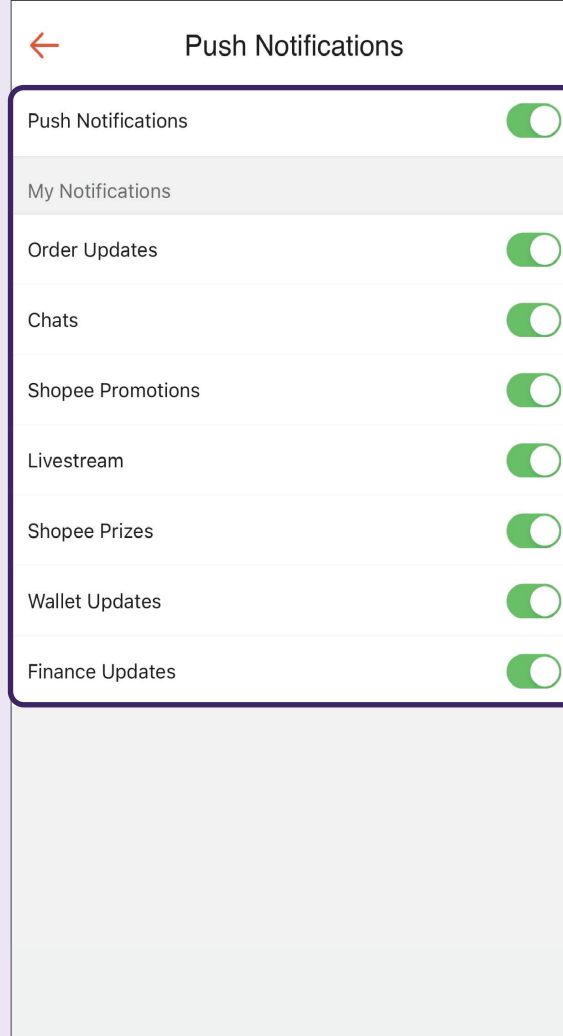 Push Notifications
Push Notifications
My Notifications
Order Updates
Chats
Shopee Promotions
Livestream
Shopee Prizes
Wallet Updates
Finance Updates